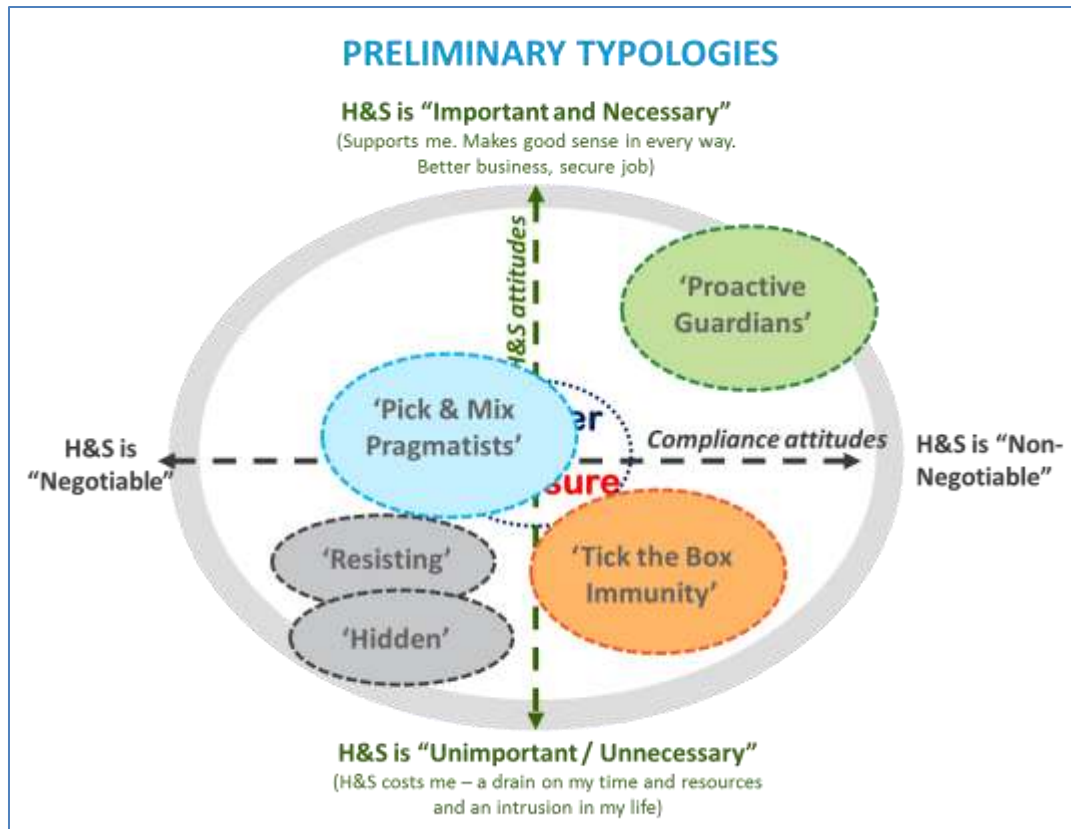 PRELIMINARY TYPOLOGIES
H&S is “Important and Necessary”
(Supports me. Makes good sense in every way.
Better business, secure job)
H&S attitudes
‘Proactive
Guardians’
‘Pick & Mix
Pragmatists’
H&S is
“Negotiable”
Compliance attitudes
H&S is “Non-
Negotiable”
‘Resisting’
‘Hidden’
‘Tick the Box
Immunity’
H&S is “Unimportant / Unnecessary”
(H&S costs me – a drain on my time and resources
and an intrusion in my life)